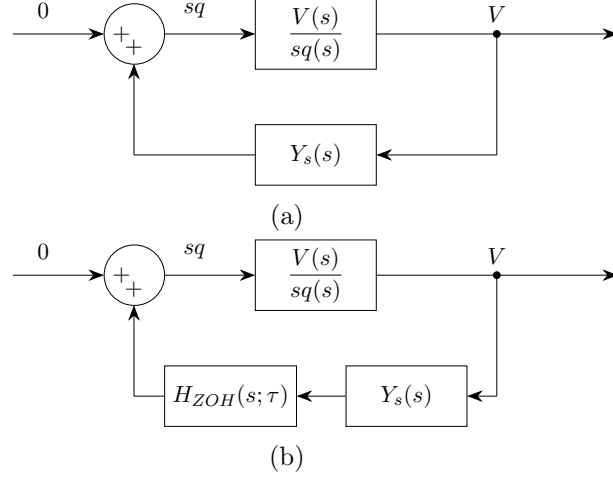 0 sq V(s) V
+ +
sq(s)
Y_s(s)
(a)
0 sq V(s) V
+ +
sq(s)
H_{ZOH}(s; τ) Y_s(s)
(b)